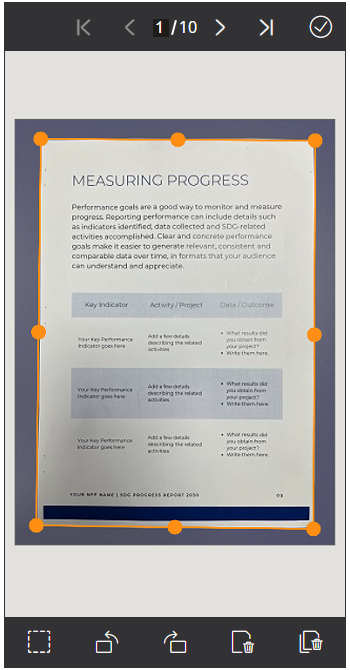 1 / 10
MEASURING PROGRESS
Performance goals are a good way to monitor and measure
progress. Reporting performance can include details such
as indicators identified, data collected and SDG-related
activities accomplished. Clear and concrete performance
goals make it easier to generate relevant, consistent and
comparable data over time, in formats that your audience
can understand and appreciate.
Key Indicator Activity / Project Data / Outcome
Your Key Performance
Indicator goes here
Add a few details
describing the related
activities
• What results did
you obtain from
your project?
• Write them here.
Your Key Performance
Indicator goes here
Add a few details
describing the related
activities
• What results did
you obtain from
your project?
• Write them here.
Your Key Performance
Indicator goes here
Add a few details
describing the related
activities
• What results did
you obtain from
your project?
• Write them here.
YOUR NPP NAME | SDG PROGRESS REPORT 2030 09